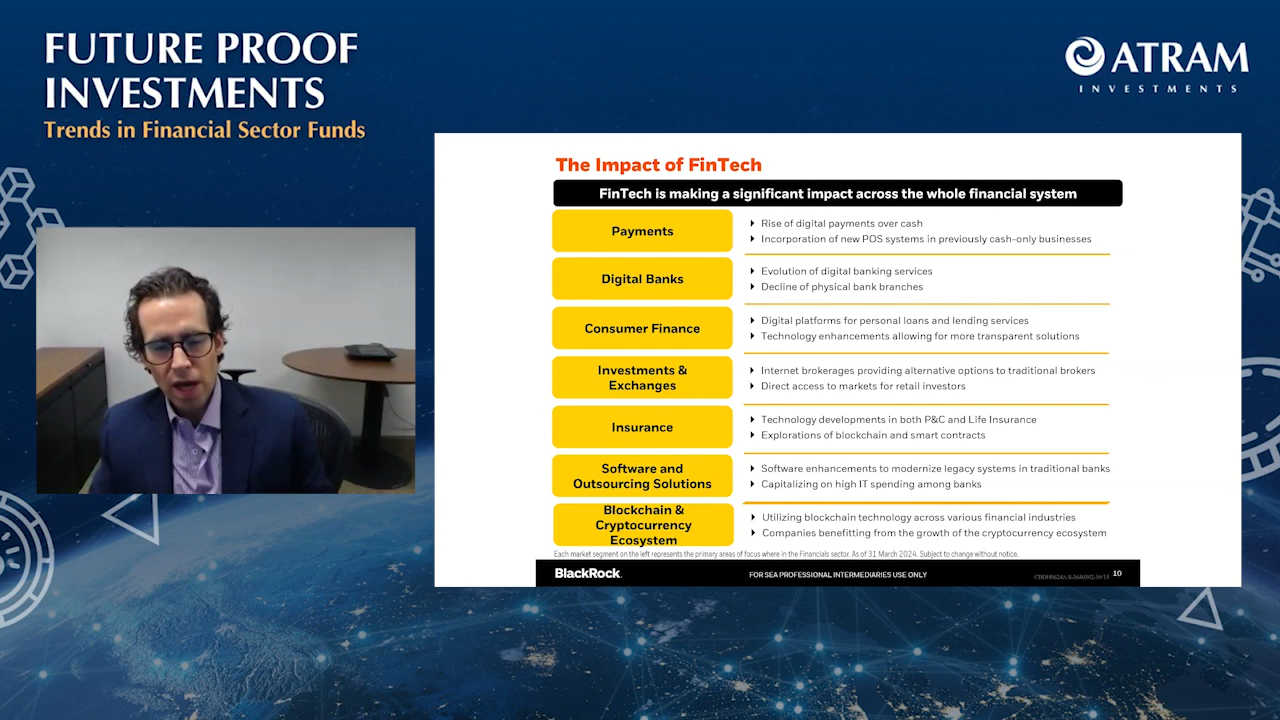 FUTURE PROOF
INVESTMENTS
Trends in Financial Sector Funds
ATRAM
INVESTMENTS
The Impact of FinTech
FinTech is making a significant impact across the whole financial system
Payments
Rise of digital payments over cash
Incorporation of new POS systems in previously cash-only businesses
Digital Banks
Evolution of digital banking services
Decline of physical bank branches
Consumer Finance
Digital platforms for personal loans and lending services
Technology enhancements allowing for more transparent solutions
Investments &
Exchanges
Internet brokerages providing alternative options to traditional brokers
Direct access to markets for retail investors
Insurance
Technology developments in both P&C and Life Insurance
Explorations of blockchain and smart contracts
Software and
Outsourcing Solutions
Software enhancements to modernize legacy systems in traditional banks
Capitalizing on high IT spending among banks
Blockchain &
Cryptocurrency
Ecosystem
Utilizing blockchain technology across various financial industries
Companies benefitting from the growth of the cryptocurrency ecosystem
Each market segment on the left represents the primary areas of focus where in the Financials sector. As of 31 March 2024. Subject to change without notice.
BlackRock.
FOR SEA PROFESSIONAL INTERMEDIARIES USE ONLY
10